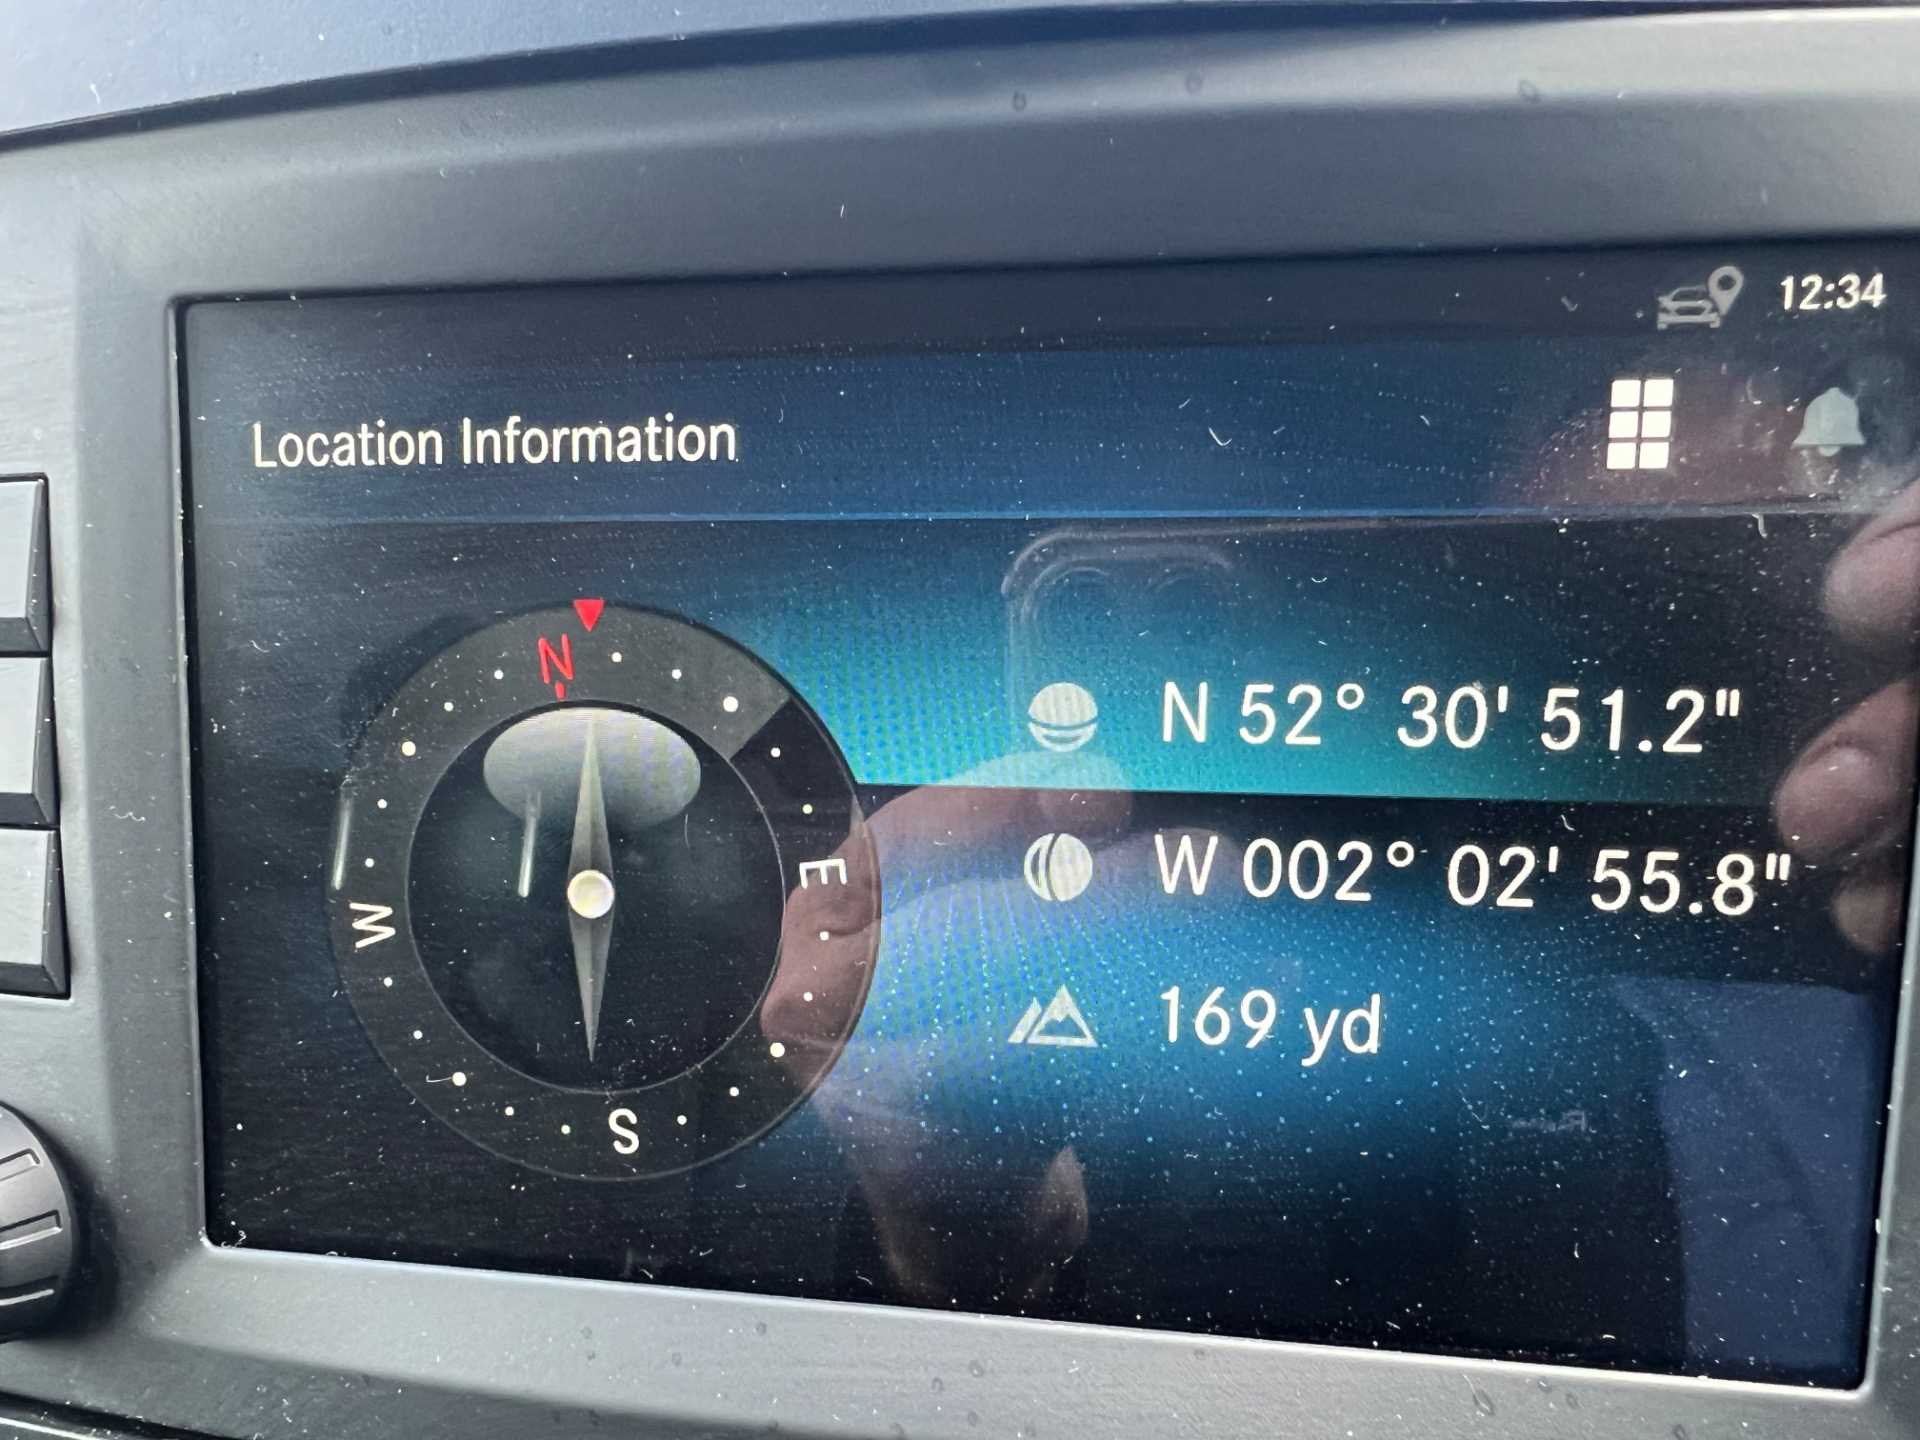 12:34
Location Information
N
E
W
S
N 52° 30' 51.2"
W 002° 02' 55.8"
169 yd